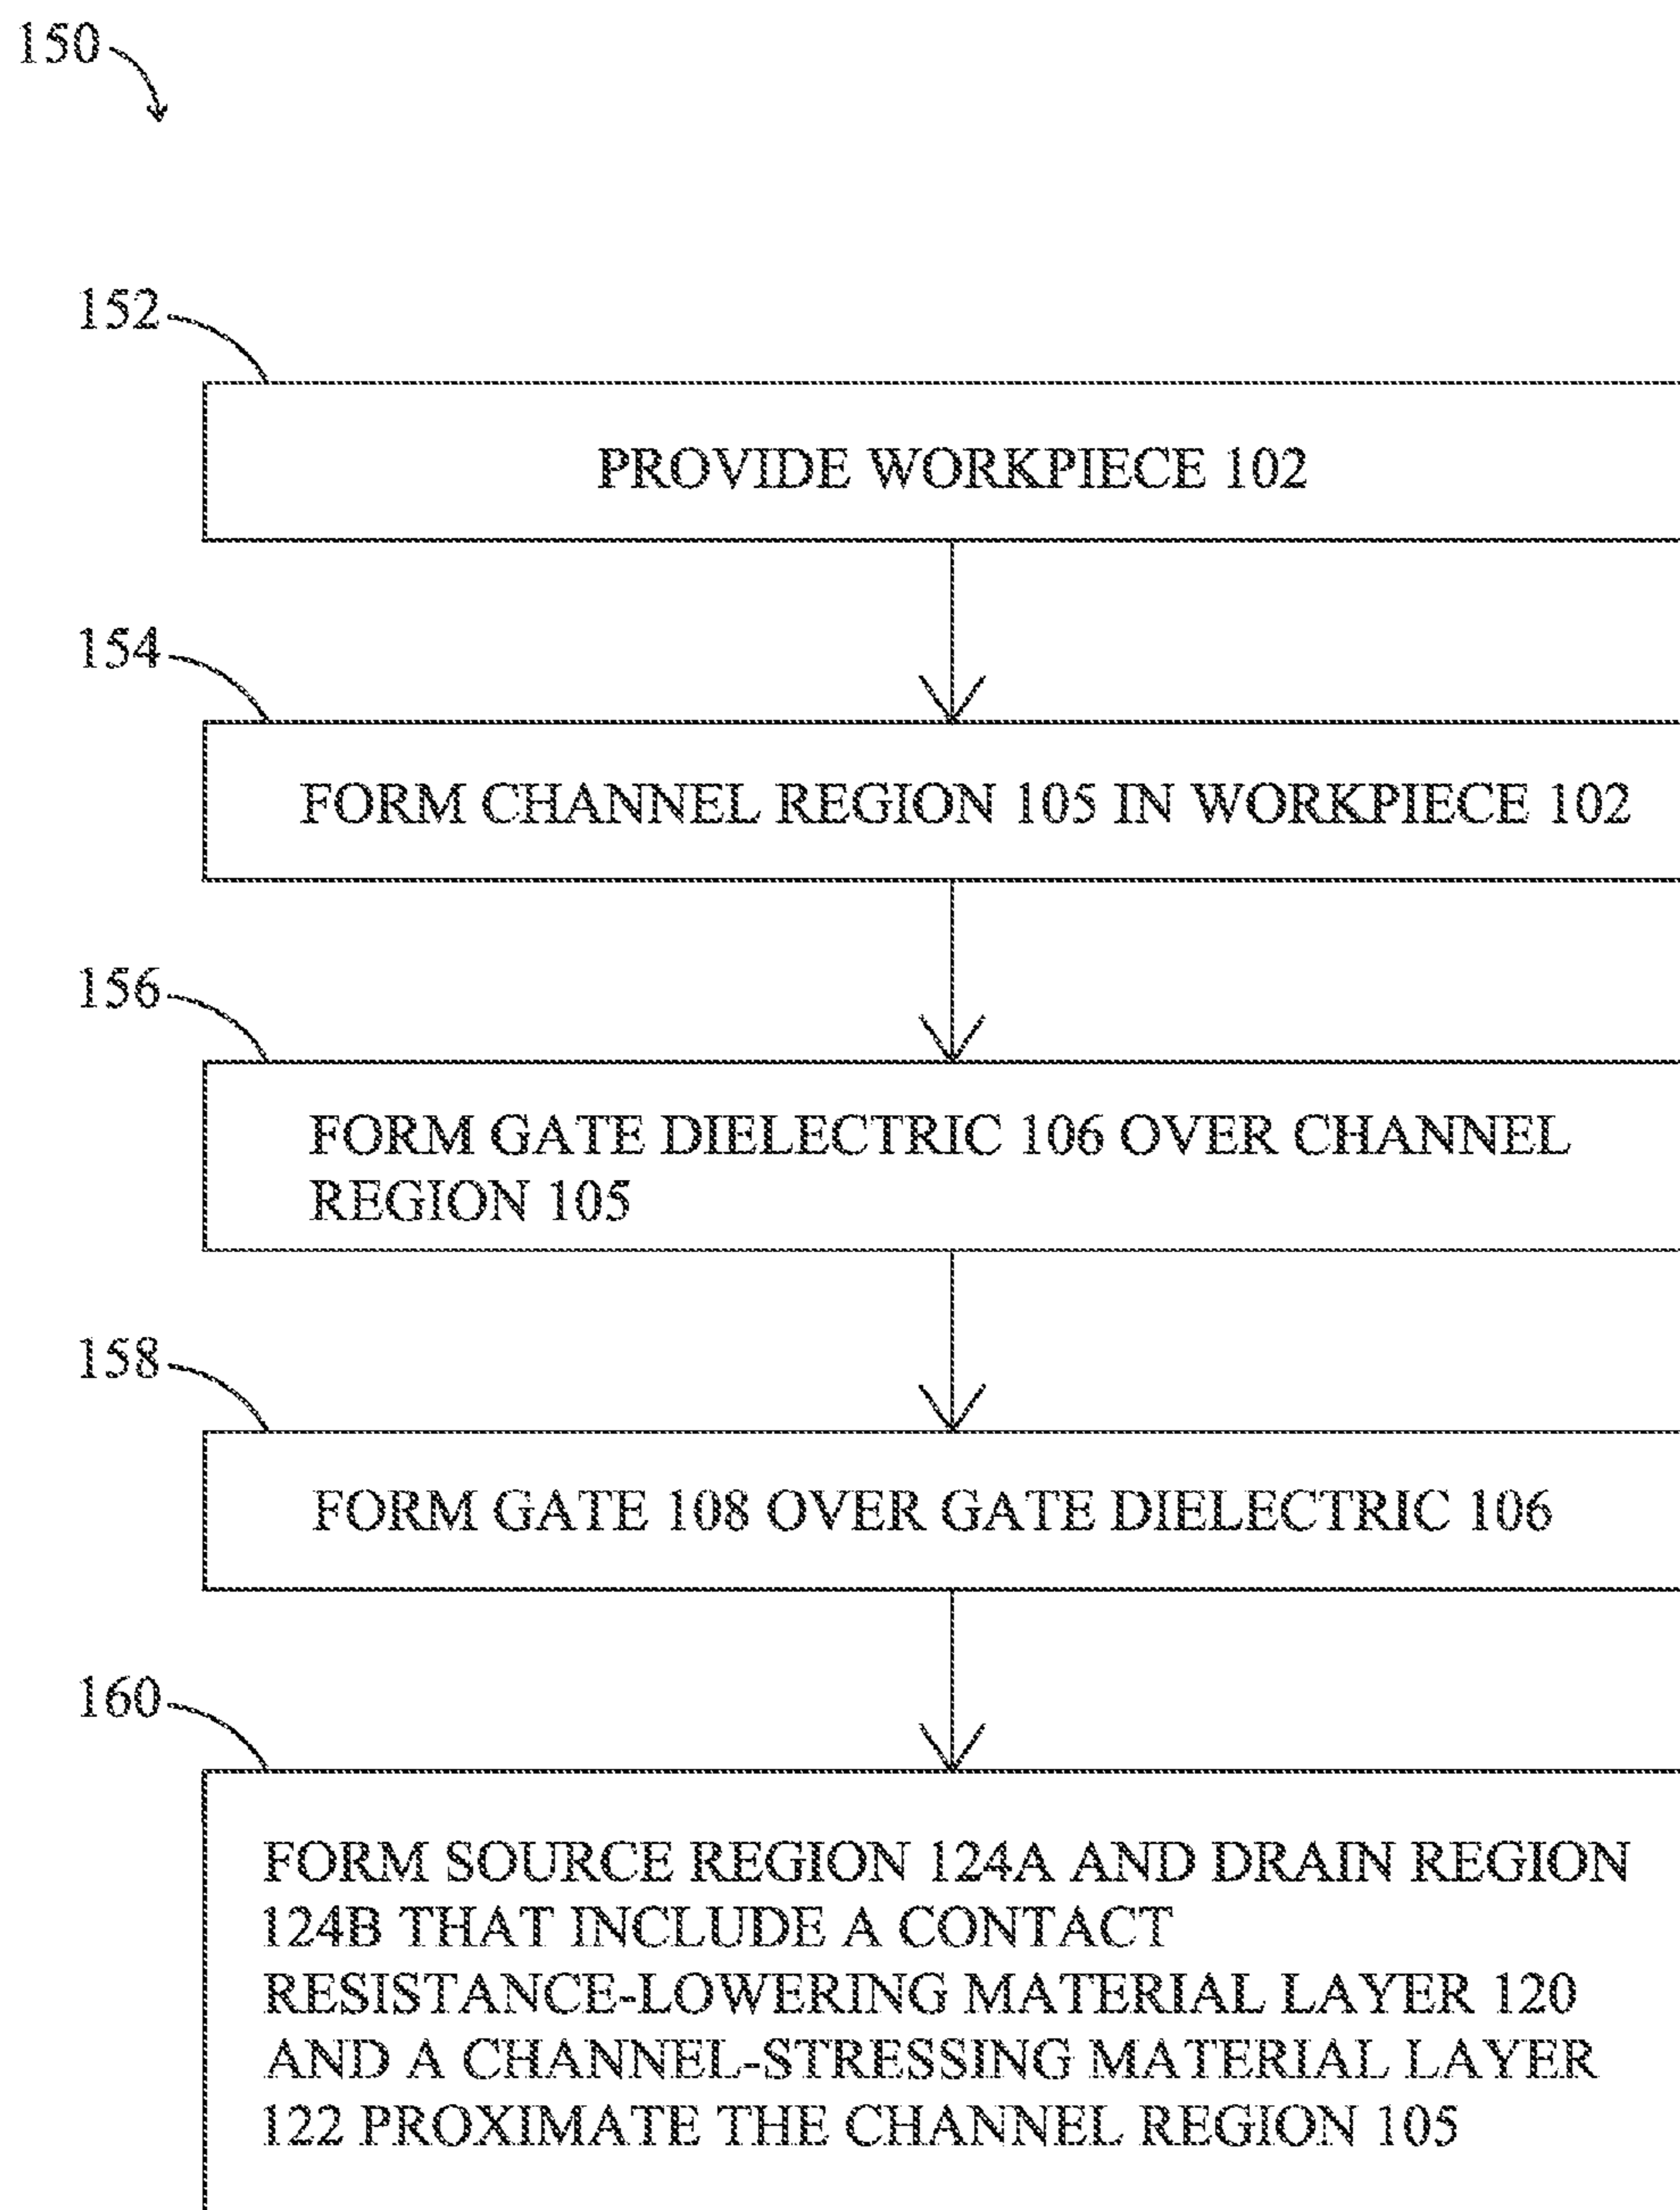 150
152
PROVIDE WORKPIECE 102
154
FORM CHANNEL REGION 105 IN WORKPIECE 102
156
FORM GATE DIELECTRIC 106 OVER CHANNEL
REGION 105
158
FORM GATE 108 OVER GATE DIELECTRIC 106
160
FORM SOURCE REGION 124A AND DRAIN REGION
124B THAT INCLUDE A CONTACT
RESISTANCE-LOWERING MATERIAL LAYER 120
AND A CHANNEL-STRESSING MATERIAL LAYER
122 PROXIMATE THE CHANNEL REGION 105